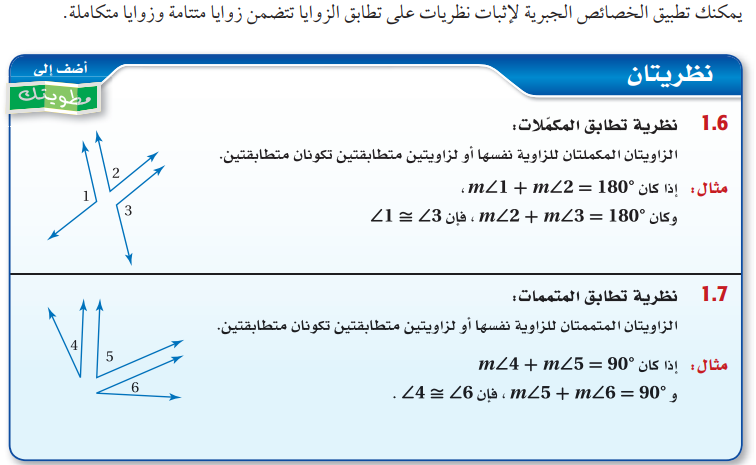 يمكنك تطبيق الخصائص الجبرية لإثبات نظريات على تطابق الزوايا تتضمن زوايا متتامة وزوايا متكاملة.
نظريتان
أضف إلى
مطويتك
1.6 نظرية تطابق المكمّلات:
الزاويتان المكملتان للزاوية نفسها أو لزاويتين متطابقتين تكونان متطابقتين.
مثال: إذا كان m∠1 + m∠2 = 180° ،
وكان m∠2 + m∠3 = 180° ، فإن ∠1 ≅ ∠3
1
2
3
1.7 نظرية تطابق المتممات:
الزاويتان المتممتان للزاوية نفسها أو لزاويتين متطابقتين تكونان متطابقتين.
مثال: إذا كان m∠4 + m∠5 = 90°
و m∠5 + m∠6 = 90° ، فإن ∠4 ≅ ∠6 .
4
5
6